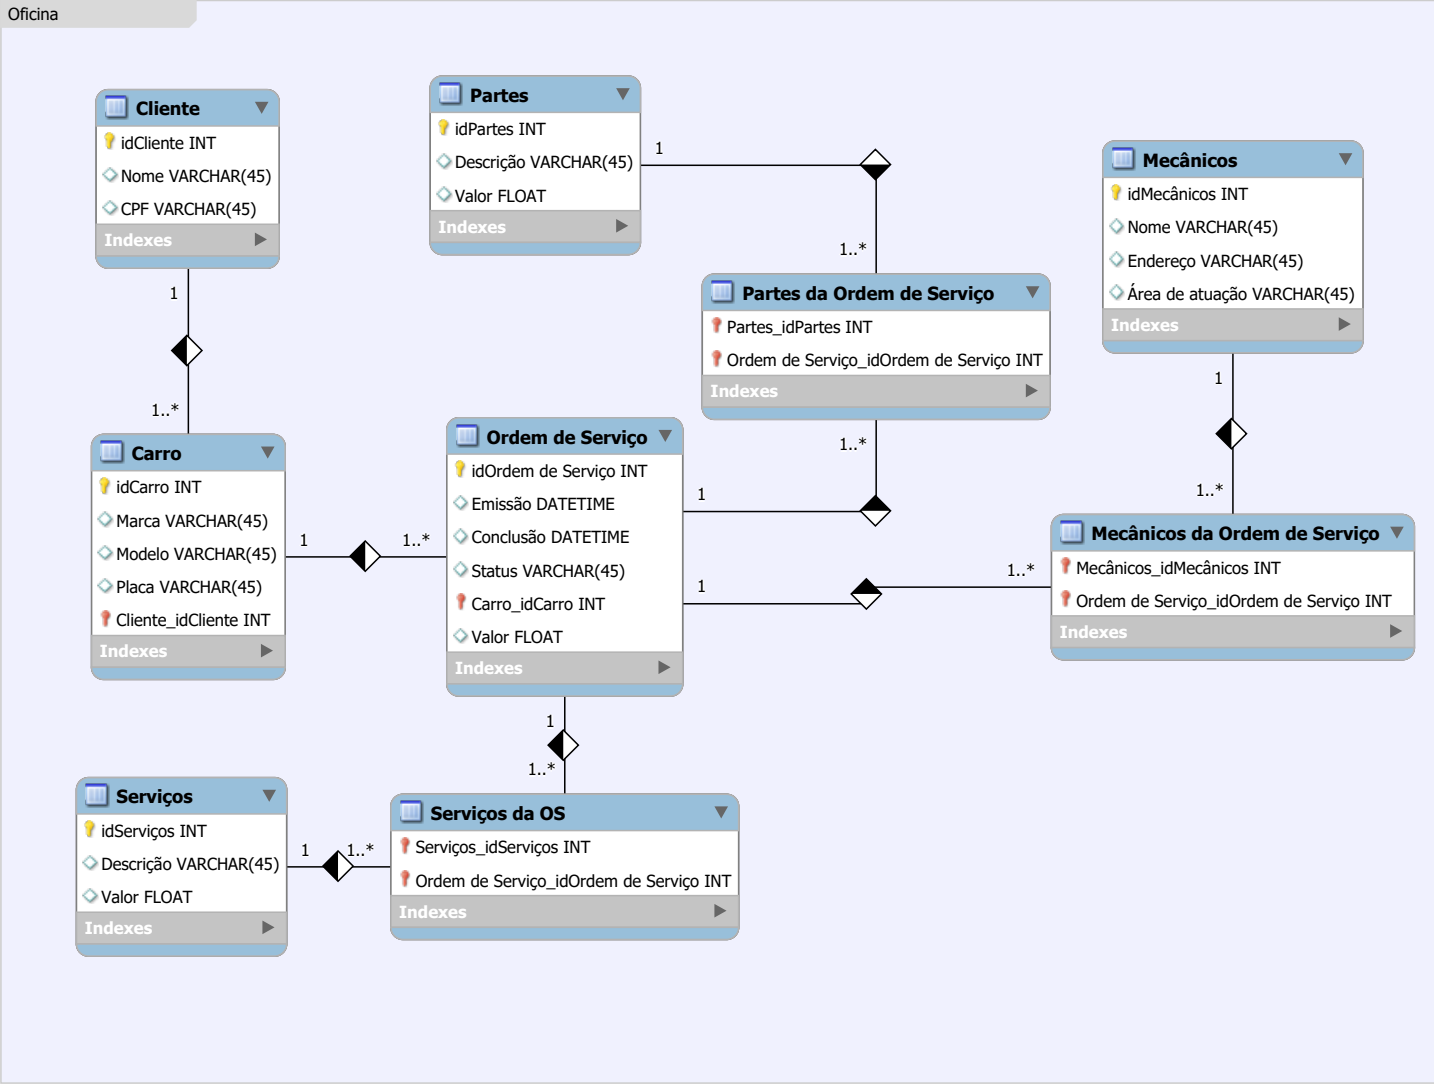 Oficina
Cliente
idCliente INT
Nome VARCHAR(45)
CPF VARCHAR(45)
Indexes
Partes
idPartes INT
Descrição VARCHAR(45)
Valor FLOAT
Indexes
1
1..*
Mecânicos
idMecânicos INT
Nome VARCHAR(45)
Endereço VARCHAR(45)
Área de atuação VARCHAR(45)
Indexes
Partes da Ordem de Serviço
Partes_idPartes INT
Ordem de Serviço_idOrdem de Serviço INT
Indexes
1
1..*
1
1..*
Carro
idCarro INT
Marca VARCHAR(45)
Modelo VARCHAR(45)
Placa VARCHAR(45)
Cliente_idCliente INT
Indexes
1
1..*
Ordem de Serviço
idOrdem de Serviço INT
Emissão DATETIME
Conclusão DATETIME
Status VARCHAR(45)
Carro_idCarro INT
Valor FLOAT
Indexes
1..*
1
1
1..*
Mecânicos da Ordem de Serviço
Mecânicos_idMecânicos INT
Ordem de Serviço_idOrdem de Serviço INT
Indexes
1
1..*
Serviços
idServiços INT
Descrição VARCHAR(45)
Valor FLOAT
Indexes
1
1..*
Serviços da OS
Serviços_idServiços INT
Ordem de Serviço_idOrdem de Serviço INT
Indexes